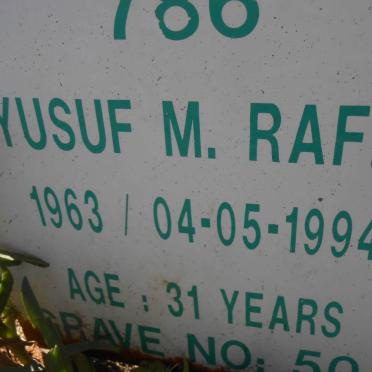 786
YUSUF M. RAF
1963 / 04-05-1994
AGE : 31 YEARS
GRAVE NO: 50